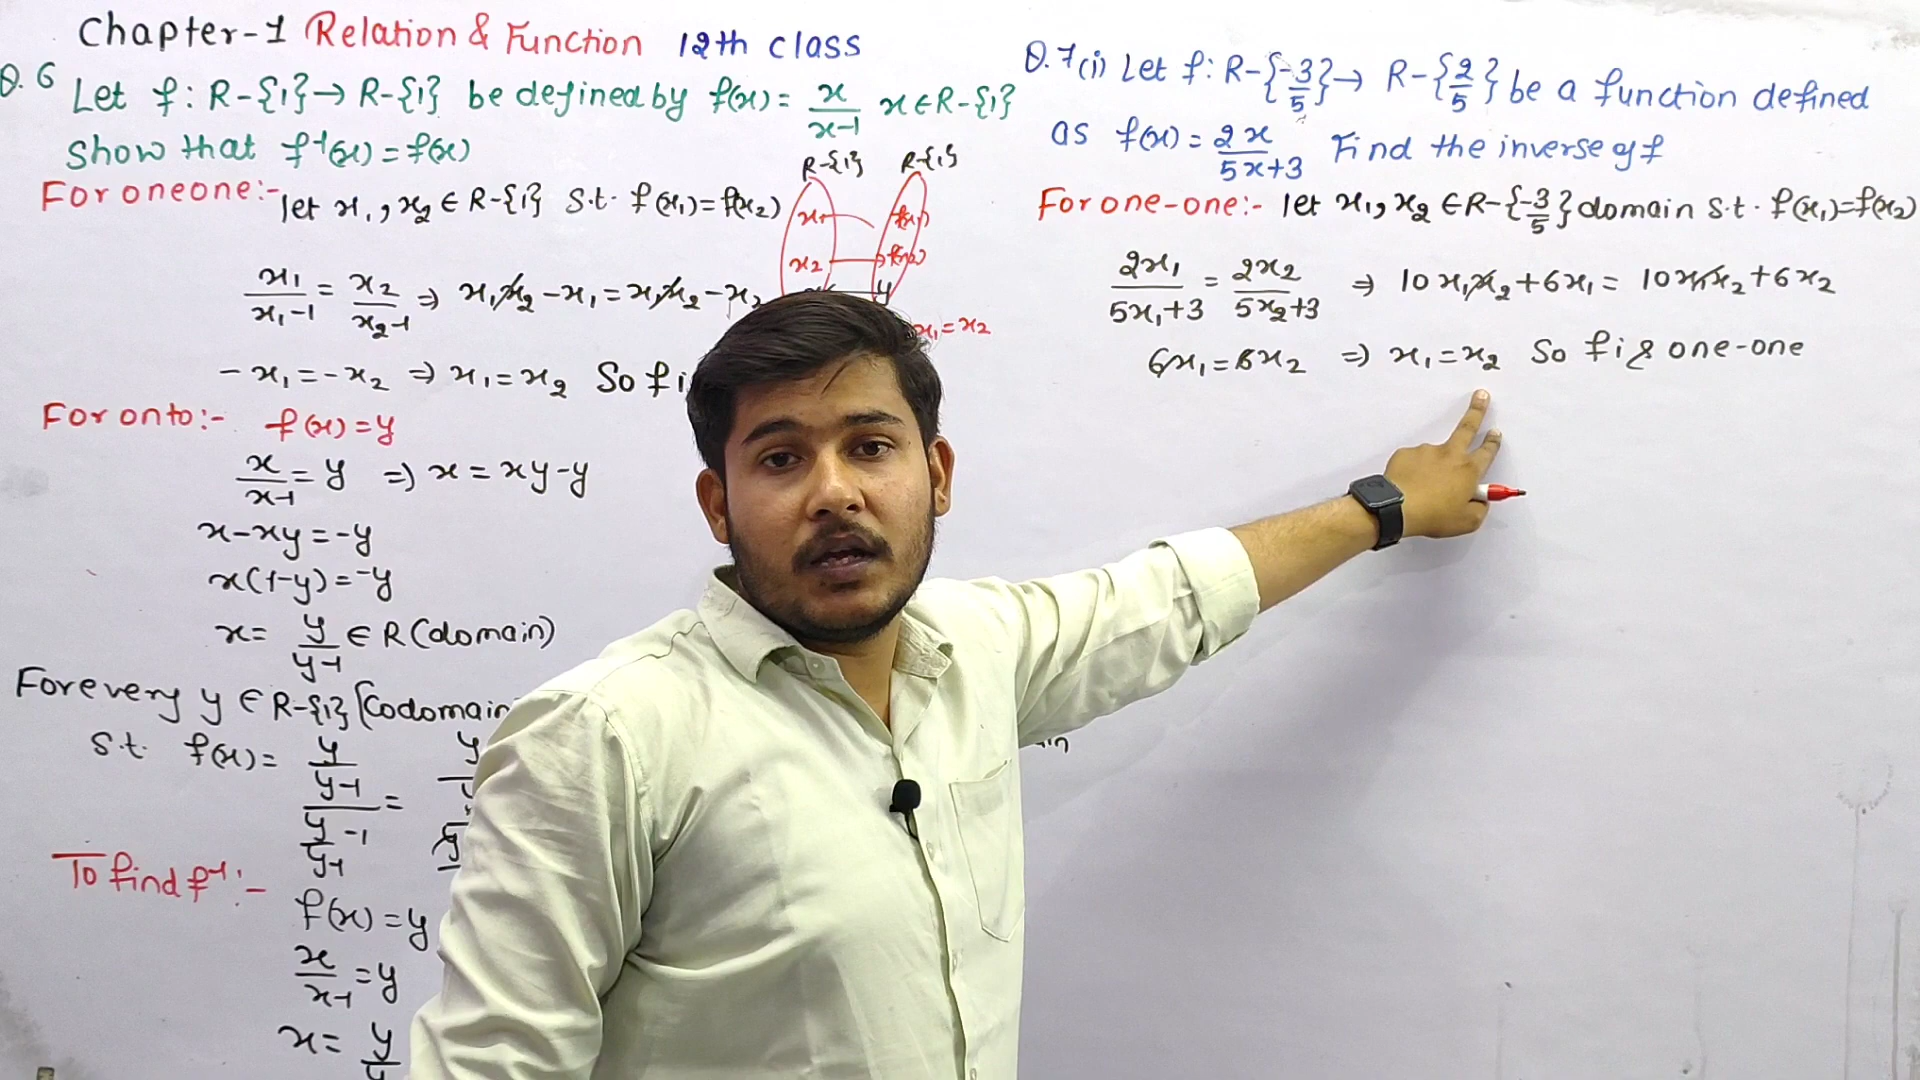 Chapter-1 Relation & Function 12th class
Q.6 Let f: R-{1}→R-{1} be defined by f(x)= x/x-1 x∈R-{1}
Show that f⁻¹(x)=f(x)
For oneone:- let x₁, x₂ ∈ R-{1} s.t. f(x₁)=f(x₂)
R-{1} R-{1}
x₁ f(x₁)
x₂ f(x₂)
x₁=x₂
x₁/x₁-1 = x₂/x₂-1 ⇒ x₁x₂-x₁=x₁x₂-x₂
-x₁=-x₂ ⇒ x₁=x₂ So f i
For onto:- f(x)=y
x/x-1 = y ⇒ x=xy-y
x-xy=-y
x(1-y)=-y
x= y/y-1 ∈ R (domain)
For every y ∈ R-{1} [Codomain
s.t. f(x)= y/y-1 / y/y-1 -1 =
To find f⁻¹:-
f(x)=y
x/x-1 =y
x= y
Q.7(i) Let f: R-{-3/5}→ R-{2/5} be a function defined
as f(x)= 2x/5x+3 Find the inverse of f
For one-one:- let x₁, x₂ ∈R-{-3/5} domain s.t. f(x₁)=f(x₂)
2x₁/5x₁+3 = 2x₂/5x₂+3 ⇒ 10x₁x₂+6x₁= 10x₁x₂+6x₂
6x₁=6x₂ ⇒ x₁=x₂ So f is one-one